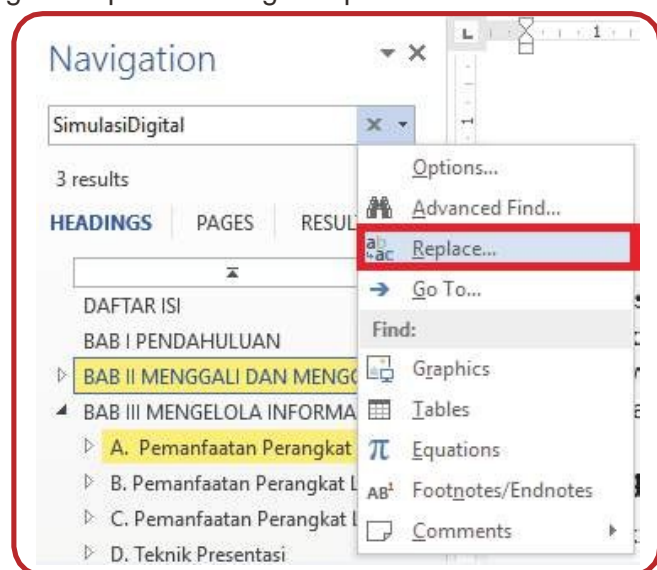 Navigation
SimulasiDigital
3 results
HEADINGS PAGES
Options...
Advanced Find...
Replace...
Go To...
Find:
Graphics
Tables
Equations
Footnotes/Endnotes
Comments
DAFTAR ISI
BAB I PENDAHULUAN
BAB II MENGGALI DAN
BAB III MENGELOLA
A. Pemanfaatan Perangkat
B. Pemanfaatan Perangkat
C. Pemanfaatan Perangkat
D. Teknik Presentasi
1
1